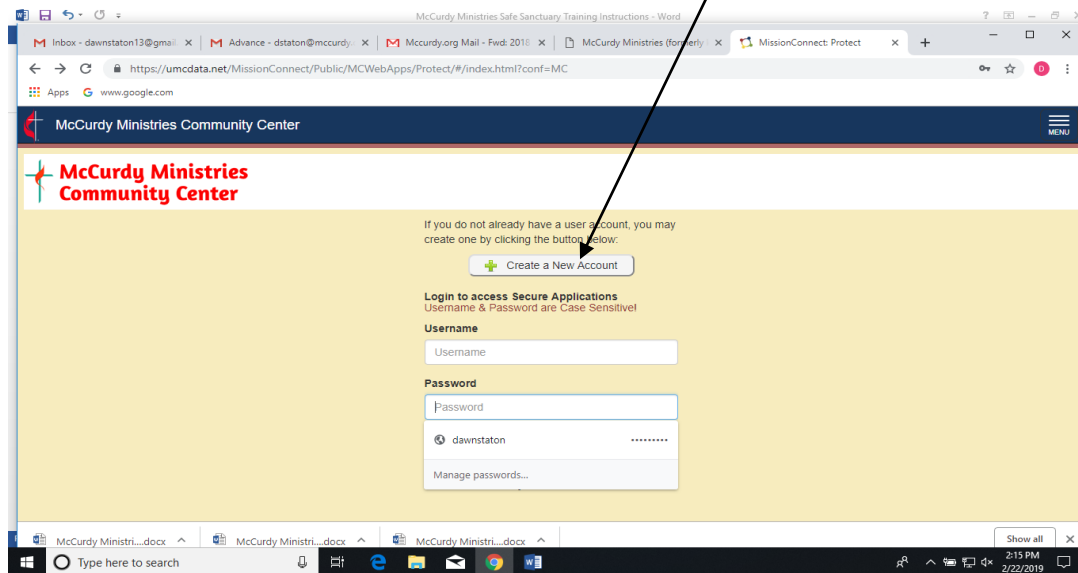 McCurdy Ministries Safe Sanctuary Training Instructions - Word
Inbox - dawnstaton13@gmai
Advance - dstaton@mccurdy.
Mccurdy.org Mail - Fwd: 2018
McCurdy Ministries (formerly
MissionConnect: Protect
https://umcdata.net/MissionConnect/Public/MCWebApps/Protect/#/index.html?conf=MC
D
Apps
G www.google.com
McCurdy Ministries Community Center
MENU
McCurdy Ministries
Community Center
If you do not already have a user account, you may
create one by clicking the button below:
Create a New Account
Login to access Secure Applications
Username & Password are Case Sensitive!
Username
Username
Password
Password
dawnstaton •••••••••
Manage passwords...
McCurdy Ministri....docx
McCurdy Ministri....docx
McCurdy Ministri....docx
Show all
Type here to search
2:15 PM
2/22/2019